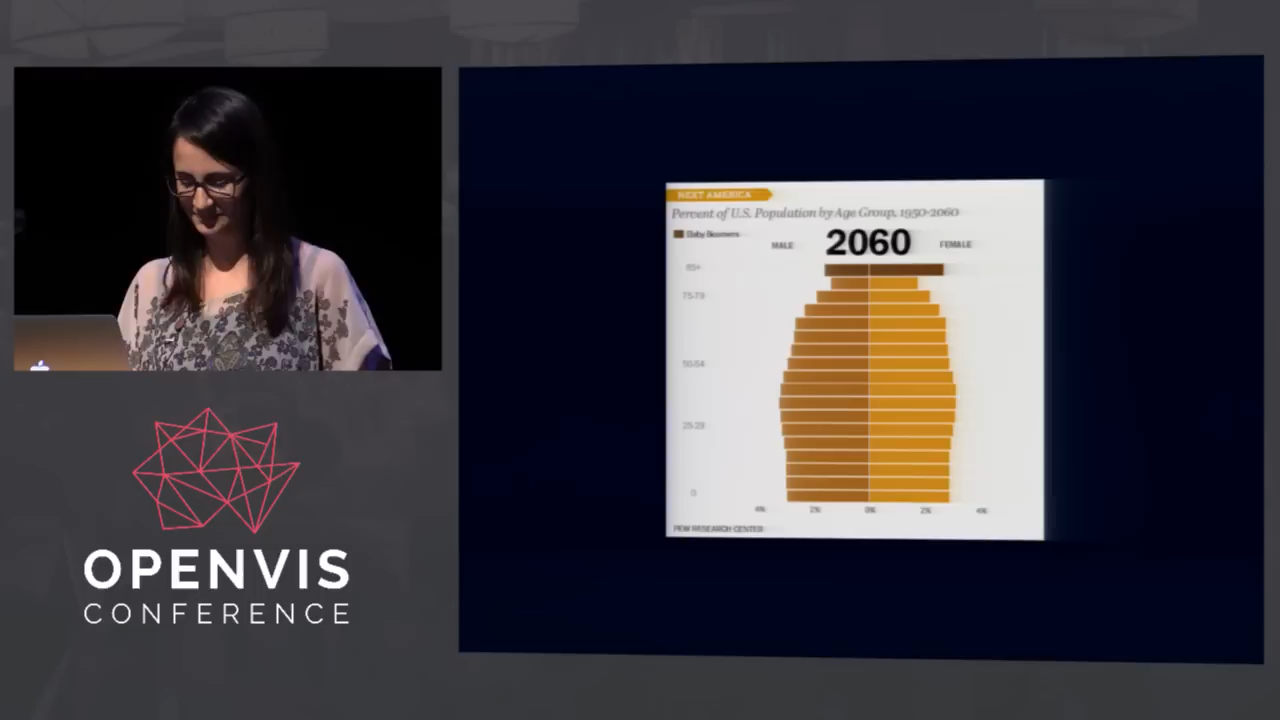 NEXT AMERICA
Percent of U.S. Population by Age Group, 1950-2060
Baby Boomers
MALE
2060
FEMALE
85+
75-79
50-54
25-29
0
4% 2% 0% 2% 4%
PEW RESEARCH CENTER
OPENVIS
CONFERENCE